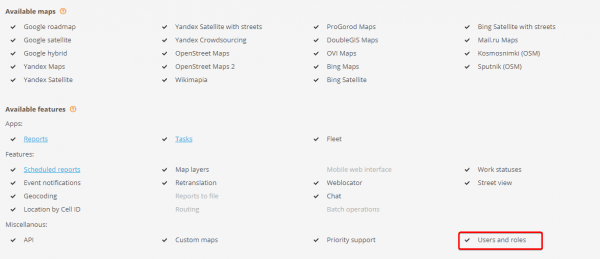 Available maps
Google roadmap Yandex Satellite with streets ProGorod Maps Bing Satellite with streets
Google satellite Yandex Crowdsourcing DoubleGIS Maps Mail.ru Maps
Google hybrid OpenStreet Maps OVI Maps Kosmosnimki (OSM)
Yandex Maps OpenStreet Maps 2 Bing Maps Sputnik (OSM)
Yandex Satellite Wikimapia Bing Satellite
Available features
Apps:
Reports Tasks Fleet
Features:
Scheduled reports Map layers Mobile web interface Work statuses
Event notifications Retranslation Weblocator Street view
Geocoding Reports to file Chat
Location by Cell ID Routing Batch operations
Miscellaneous:
API Custom maps Priority support Users and roles